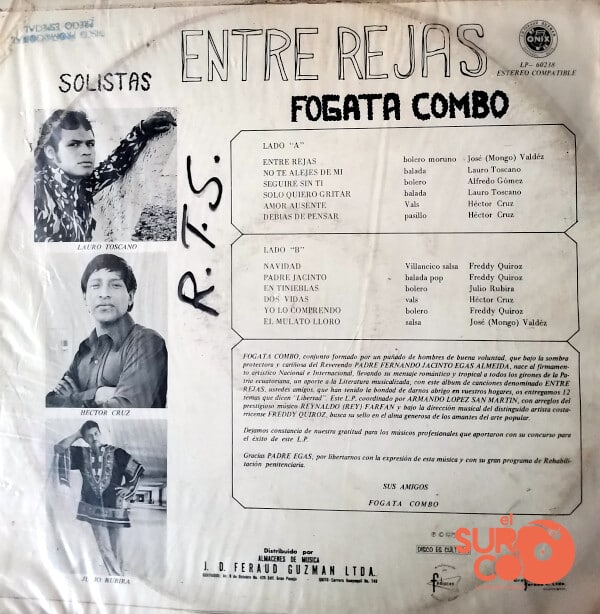 DISCO PROMOCIONAL
PRECIO ESPECIAL
ENTRE REJAS
ONIX
LP- 60238
ESTEREO COMPATIBLE
SOLISTAS
FOGATA COMBO
R.T.S.
LADO "A"
ENTRE REJAS bolero moruno José (Mongo) Valdéz
NO TE ALEJES DE MI balada Lauro Toscano
SEGUIRE SIN TI bolero Alfredo Gómez
SOLO QUIERO GRITAR balada Lauro Toscano
AMOR AUSENTE Vals Héctor Cruz
DEBIAS DE PENSAR pasillo Héctor Cruz
LAURO TOSCANO
LADO "B"
NAVIDAD Villancico salsa Freddy Quiroz
PADRE JACINTO balada pop Freddy Quiroz
EN TINIEBLAS bolero Julio Rubira
DOS VIDAS vals Héctor Cruz
YO LO COMPRENDO bolero Freddy Quiroz
EL MULATO LLORO salsa José (Mongo) Valdéz
HECTOR CRUZ
FOGATA COMBO, conjunto formado por un puñado de hombres de buena voluntad, que bajo la sombra
protectora y cariñosa del Reverendo PADRE FERNANDO JACINTO EGAS ALMEIDA, nace al firmamen-
to artístico Nacional e Internacional, llevando su mensaje romántico y tropical a todos los girones de la Pa-
tria ecuatoriana, un aporte a la Literatura musicalizada, con este álbum de canciones denominado ENTRE
REJAS, ustedes amigos, que han tenido la bondad de darnos abrigo en vuestros hogares, os entregamos 12
temas que dicen "Libertad". Este L.P. coordinado por ARMANDO LOPEZ SAN MARTIN, con arreglos del
prestigioso músico REYNALDO (REY) FARFAN y bajo la dirección musical del distinguido artista costa-
rricense FREDDY QUIROZ, busca su sello en el alma generosa de los amantes del arte popular.
Dejamos constancia de nuestra gratitud para los músicos profesionales que aportaron con su concurso para
el éxito de este L.P.
Gracias PADRE EGAS, por libertarnos con la expresión de esta música y con su gran programa de Rehabili-
tación penitenciaria.
SUS AMIGOS
FOGATA COMBO
JULIO RUBIRA
Distribuido por
ALMACENES DE MUSICA
J. D. FERAUD GUZMAN LTDA.
DISCO ES CULT
fediscos
el
SURCO